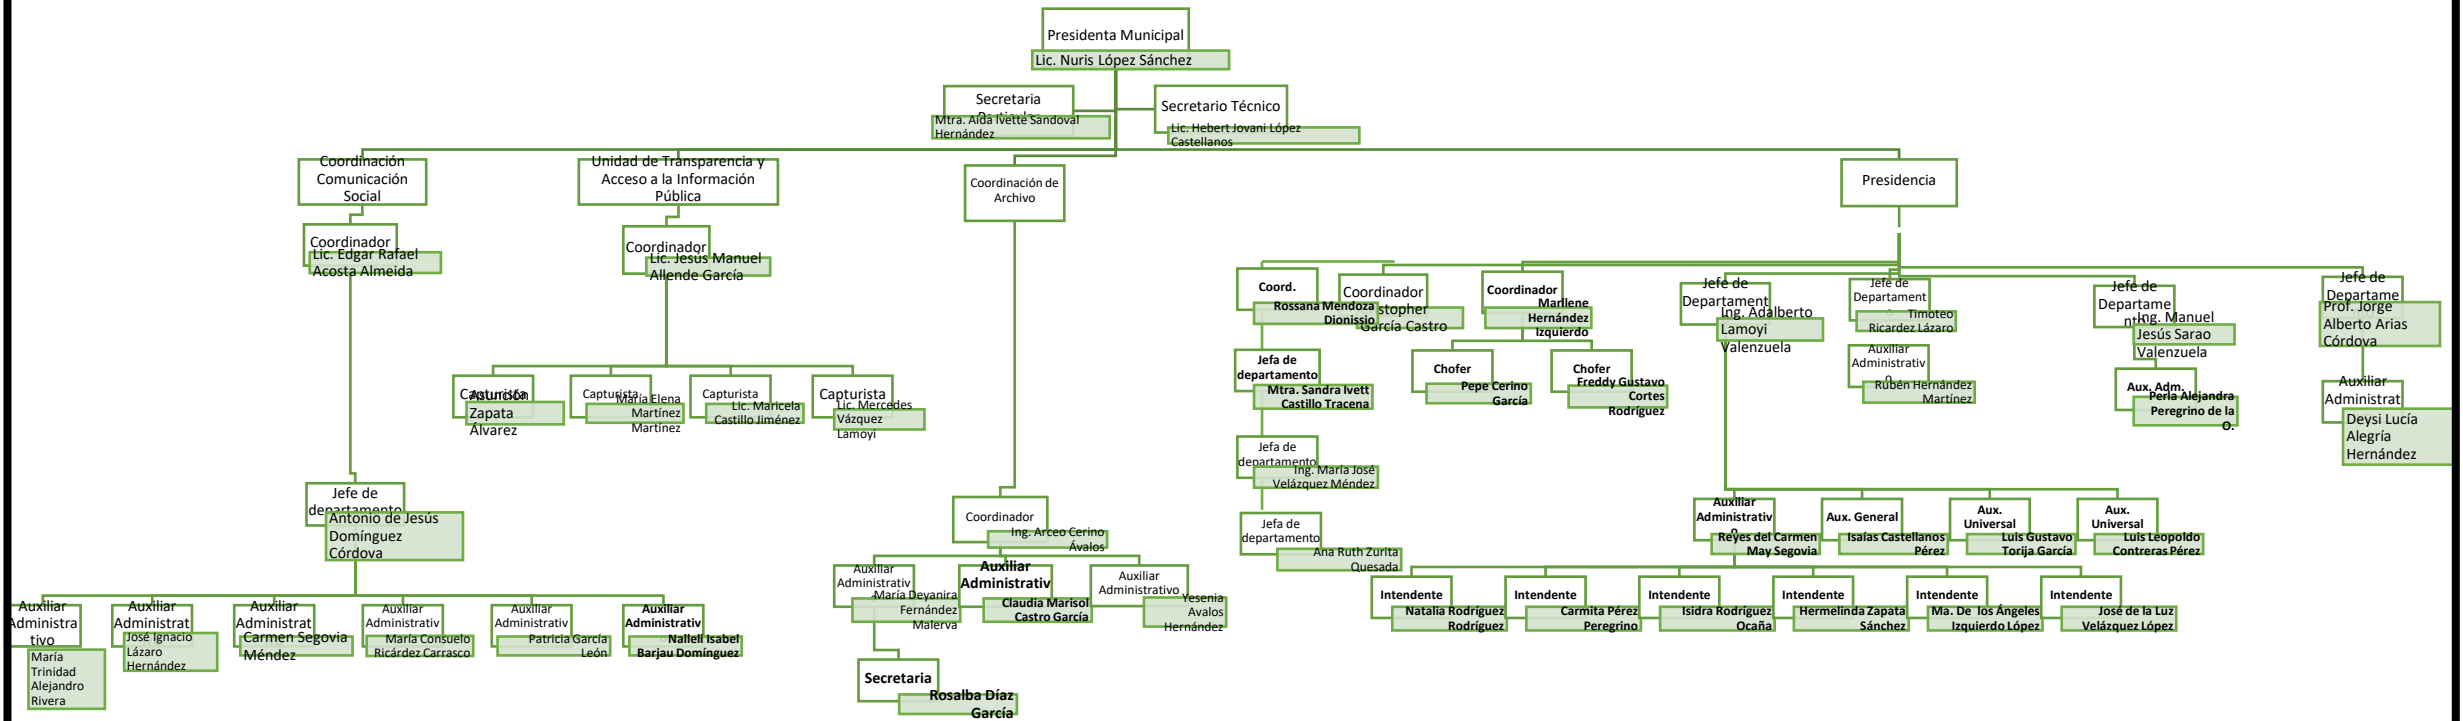 Presidenta Municipal
Lic. Nuris López Sánchez
Secretaria
Mtra. Aida Ivette Sandoval
Hernández
Secretario Técnico
Lic. Hebert Jovani López
Castellanos
Coordinación
Comunicación
Social
Unidad de Transparencia y
Acceso a la Información
Pública
Coordinación de
Archivo
Presidencia
Coordinador
Lic. Edgar Rafael
Acosta Almeida
Coordinador
Lic. Jesús Manuel
Allende García
Coord.
Rossana Mendoza
Dionissio
Coordinador
stopher
García Castro
Coordinador
Marllene
Hernández
Izquierdo
Jefe de
Departament
Ing. Adalberto
Lamoyi
Valenzuela
Jefe de
Departament
Timoteo
Ricardez Lázaro
Jefe de
Departame
Ing. Manuel
Jesús Sarao
Valenzuela
Jefe de
Departame
Prof. Jorge
Alberto Arias
Córdova
Jefa de
departamento
Mtra. Sandra Ivett
Castillo Tracena
Chofer
Pepe Cerino
García
Chofer
Freddy Gustavo
Cortes
Rodríguez
Auxiliar
Administrativ
o
Rubén Hernández
Martínez
Aux. Adm.
Perla Alejandra
Peregrino de la
O.
Auxiliar
Administrat
Deysi Lucía
Alegría
Hernández
Capturista
Asunción
Zapata
Álvarez
Capturista
María Elena
Martínez
Martínez
Capturista
Lic. Maricela
Castillo Jiménez
Capturista
Lic. Mercedes
Vázquez
Lamoyi
Jefa de
departamento
Ing. María José
Velázquez Méndez
Jefe de
departamento
Antonio de Jesús
Domínguez
Córdova
Coordinador
Ing. Arceo Cerino
Ávalos
Jefa de
departamento
Ana Ruth Zurita
Quesada
Auxiliar
Administrativ
o
Reyes del Carmen
May Segovia
Aux. General
Isaías Castellanos
Pérez
Aux.
Universal
Luis Gustavo
Torija García
Aux.
Universal
Luis Leopoldo
Contreras Pérez
Auxiliar
Administrativ
María Deyanira
Fernández
Malerva
Auxiliar
Administrativ
Claudia Marisol
Castro García
Auxiliar
Administrativo
Yesenia
Avalos
Hernández
Intendente
Natalia Rodríguez
Rodríguez
Intendente
Carmita Pérez
Peregrino
Intendente
Isidra Rodríguez
Ocaña
Intendente
Hermelinda Zapata
Sánchez
Intendente
Ma. De los Ángeles
Izquierdo López
Intendente
José de la Luz
Velázquez López
Auxiliar
Administra
tivo
María
Trinidad
Alejandro
Rivera
Auxiliar
Administrat
José Ignacio
Lázaro
Hernández
Auxiliar
Administrat
Carmen Segovia
Méndez
Auxiliar
Administrativ
María Consuelo
Ricárdez Carrasco
Auxiliar
Administrativ
Patricia García
León
Auxiliar
Administrativ
Nalleli Isabel
Barjau Domínguez
Secretaria
Rosalba Díaz
García